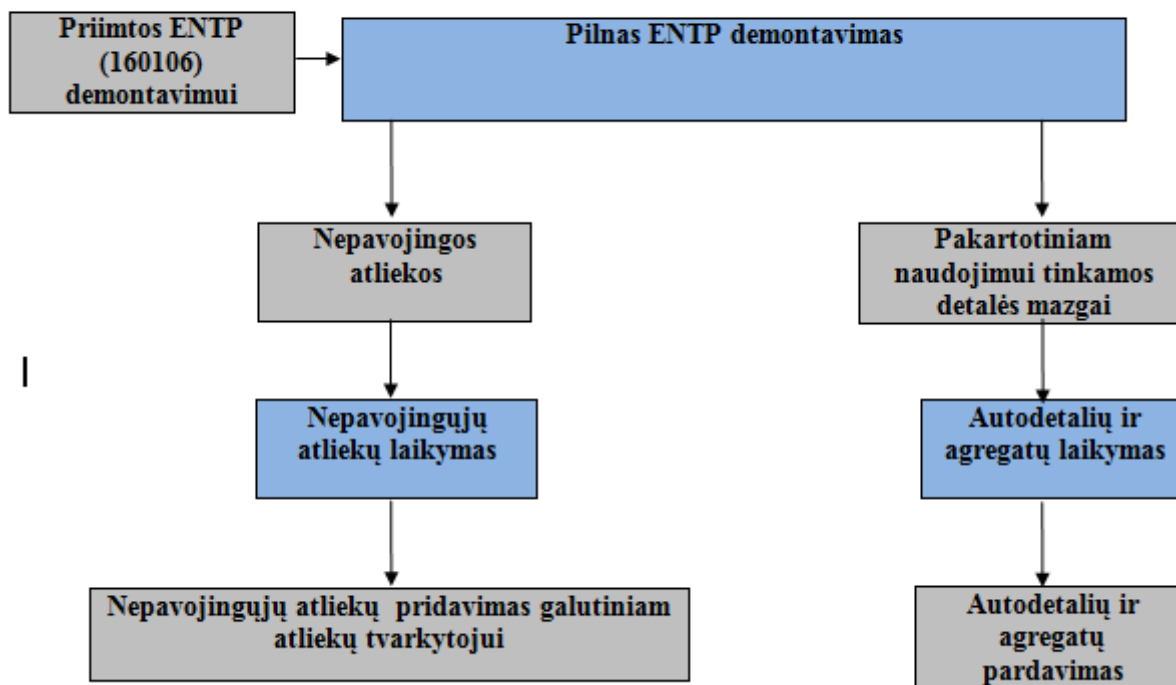 Priimtos ENTP
(160106)
demontavimui
Pilnas ENTP demontavimas
Nepavojingos
atliekos
Pakartotiniam
naudojimui tinkamos
detalės mazgai
Nepavojingųjų
atliekų laikymas
Autodetalių ir
agregatų laikymas
Nepavojingųjų atliekų  pridavimas galutiniam
atliekų tvarkytojui
Autodetalių ir
agregatų
pardavimas